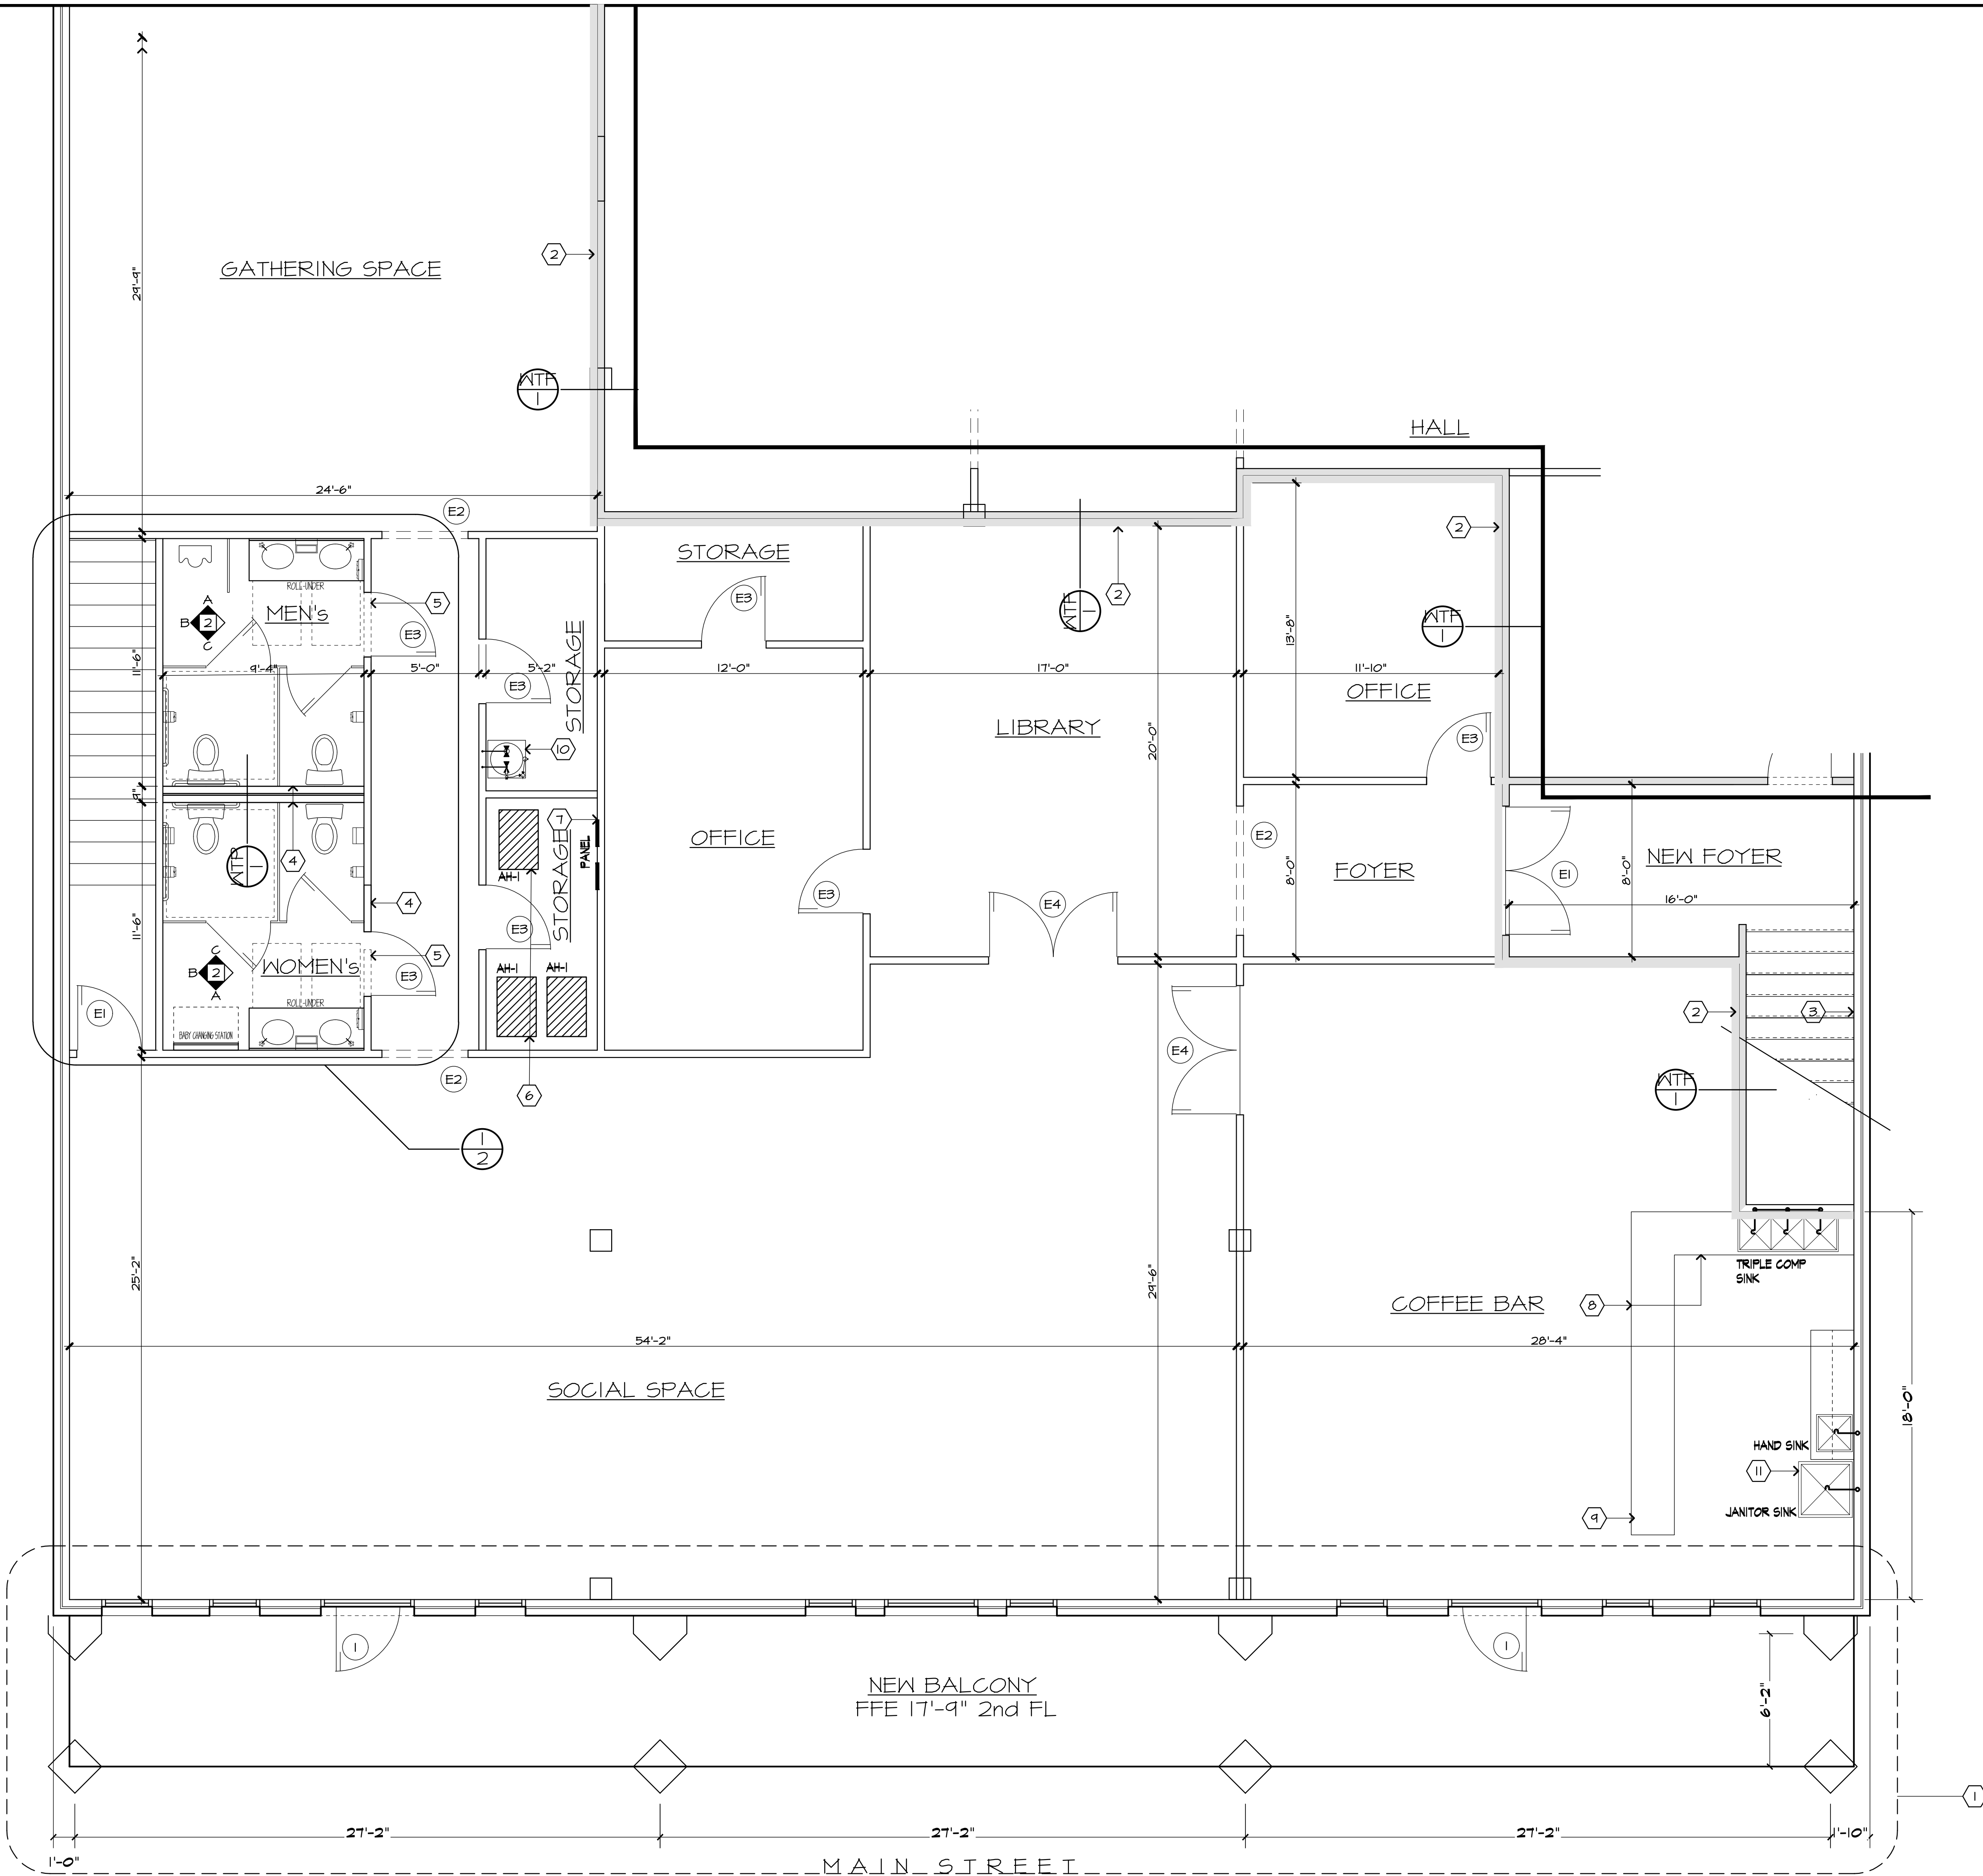 GATHERING SPACE
29'-9"
2
WTF
1
HALL
24'-6"
E2
2
STORAGE
E3
ROLE-UNDER
MEN's
A
B 2
C
5
E3
WTF
1
2
WTF
1
13'-8"
11'-6"
9'-4"
5'-0"
5'-2"
12'-0"
17'-0"
11'-10"
E3
STORAGE
OFFICE
LIBRARY
20'-0"
E3
10
9"
7
PANEL
OFFICE
E2
FOYER
8'-0"
NEW FOYER
8'-0"
E1
WTP
1
4
AH-1
STORAGE
4
E3
E4
16'-0"
11'-6"
E3
5
C
B 2
A
WOMEN's
E3
AH-1
AH-1
ROLE-UNDER
BABY CHANGING STATION
E1
2
3
E4
E2
6
WTF
1
1
2
25'-2"
29'-6"
TRIPLE COMP
SINK
COFFEE BAR
8
54'-2"
28'-4"
SOCIAL SPACE
18'-0"
HAND SINK
11
JANITOR SINK
9
1
1
NEW BALCONY
FFE 17'-9" 2nd FL
6'-2"
1
27'-2"
27'-2"
27'-2"
1'-10"
1'-0"
MAIN STREET